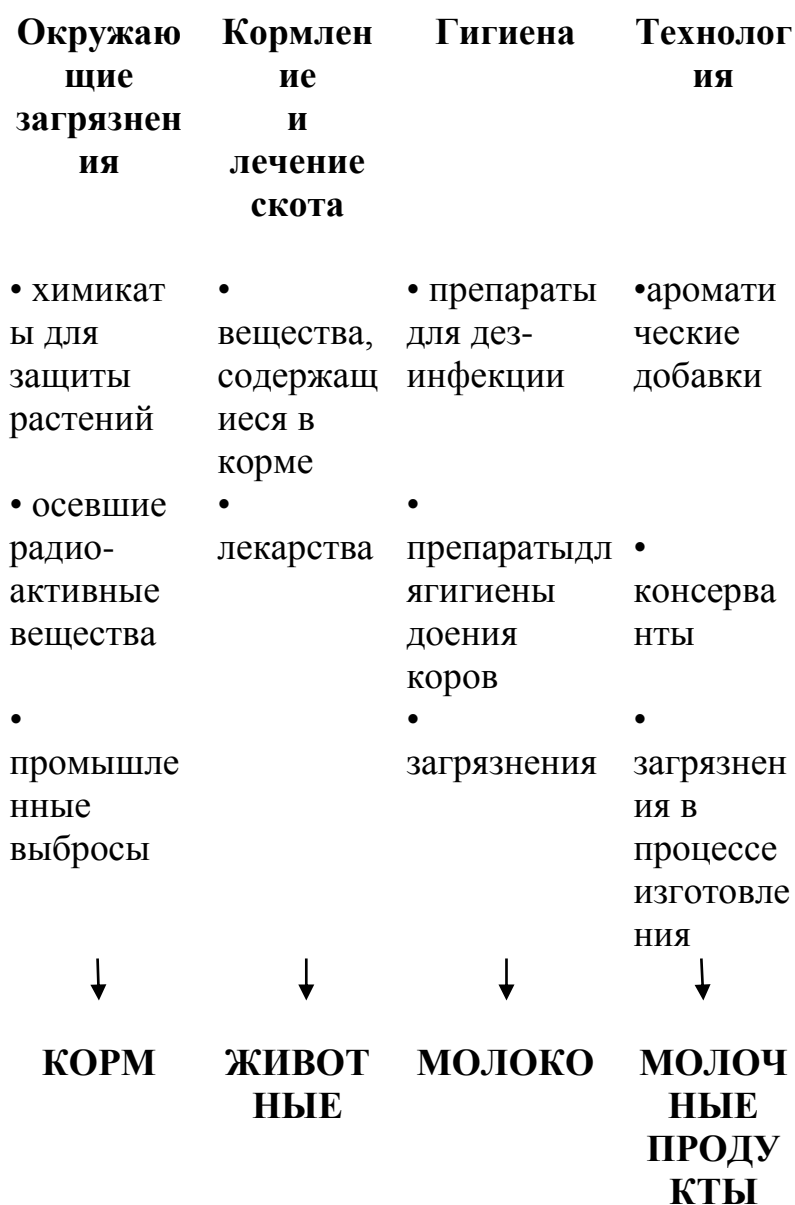 Окружаю
щие
загрязнен
ия
Кормлен
ие
и
лечение
скота
Гигиена
Технолог
ия
• химикат
ы для
защиты
растений
•
вещества,
содержащ
иеся в
корме
• препараты
для дез-
инфекции
•аромати
ческие
добавки
• осевшие
радио-
активные
вещества
•
лекарства
•
препаратыдл
ягигиены
доения
коров
•
консерва
нты
•
промышле
нные
выбросы
•
загрязнения
•
загрязнен
ия в
процессе
изготовле
ния
КОРМ
ЖИВОТ
НЫЕ
МОЛОКО
МОЛОЧ
НЫЕ
ПРОДУ
КТЫ